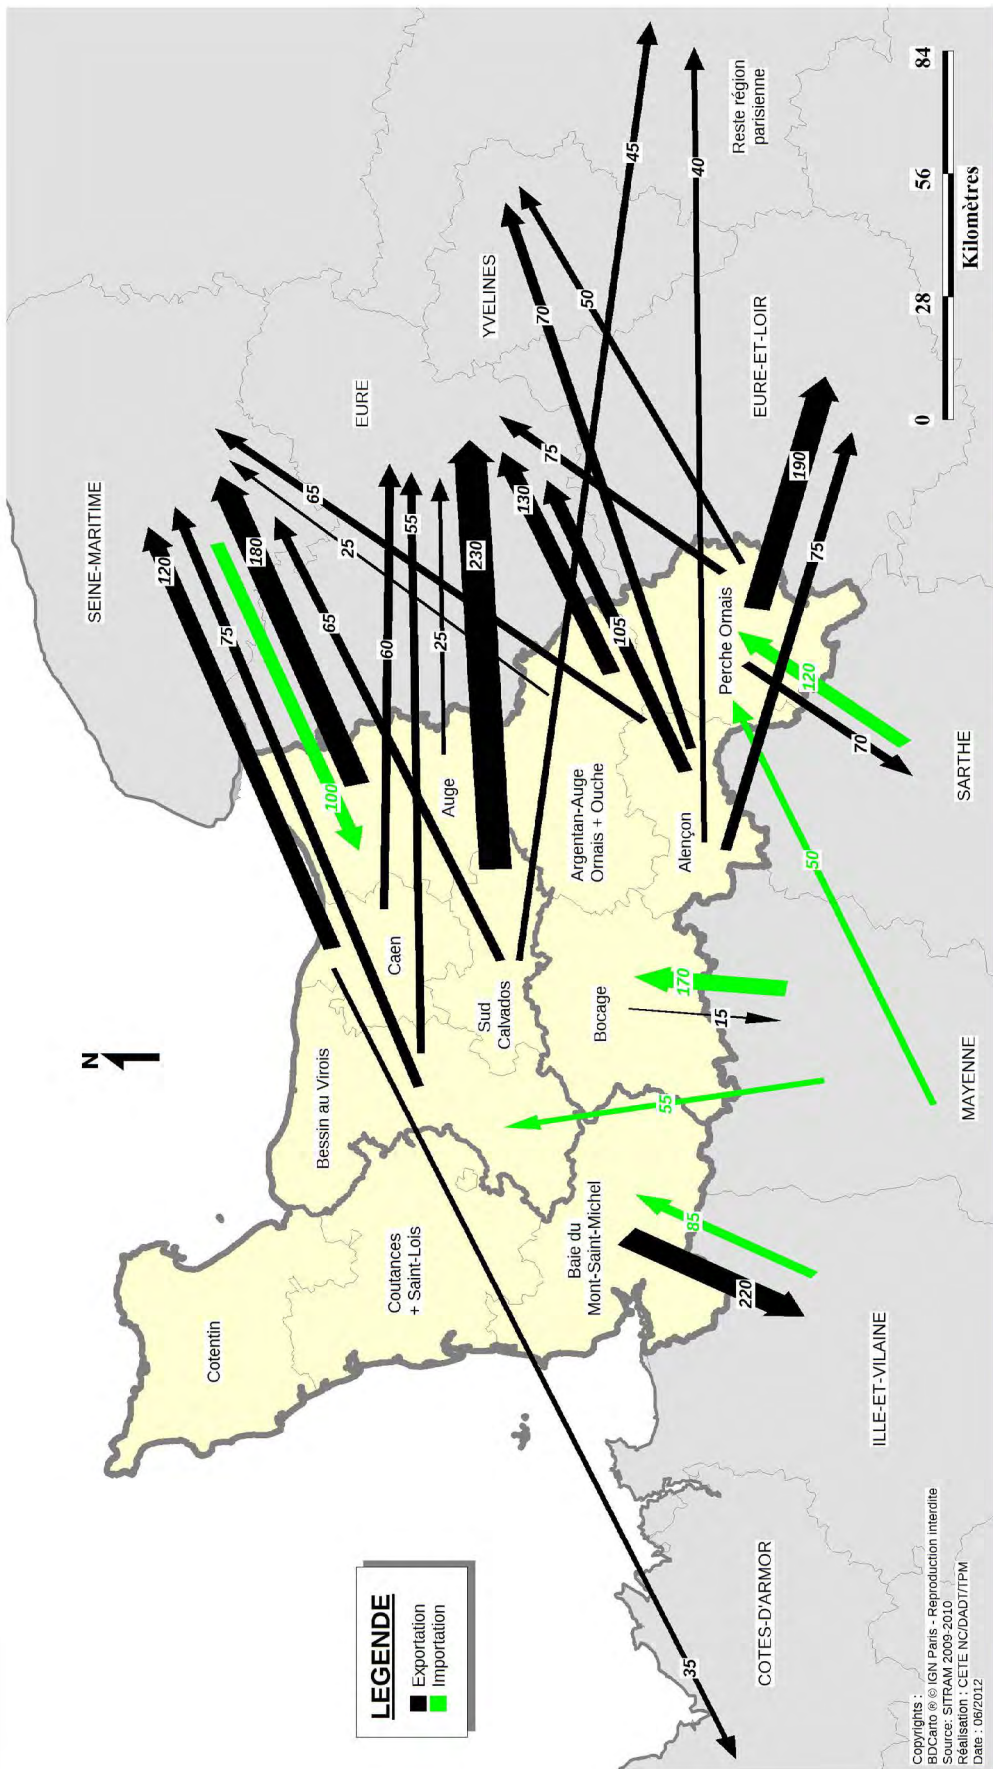 N
LEGENDE
Exportation
Importation
SEINE-MARITIME
EURE
YVELINES
Reste région
parisienne
EURE-ET-LOIR
SARTHE
MAYENNE
ILLE-ET-VILAINE
COTES-D'ARMOR
Cotentin
Coutances
+ Saint-Lois
Baie du
Mont-Saint-Michel
Bessin au Virois
Caen
Sud
Calvados
Bocage
Auge
Argentan-Auge
Ornais + Ouche
Alençon
Perche Ornais
120
75
100
180
65
65
25
60
55
25
230
130
105
75
70
50
45
40
190
75
120
70
50
170
15
55
85
220
35
0
28
56
84
Kilomètres
Copyrights :
BDCarto ® © IGN Paris - Reproduction interdite
Source: SITRAM 2009-2010
Réalisation : CETE NC/DADT/TPM
Date : 06/2012